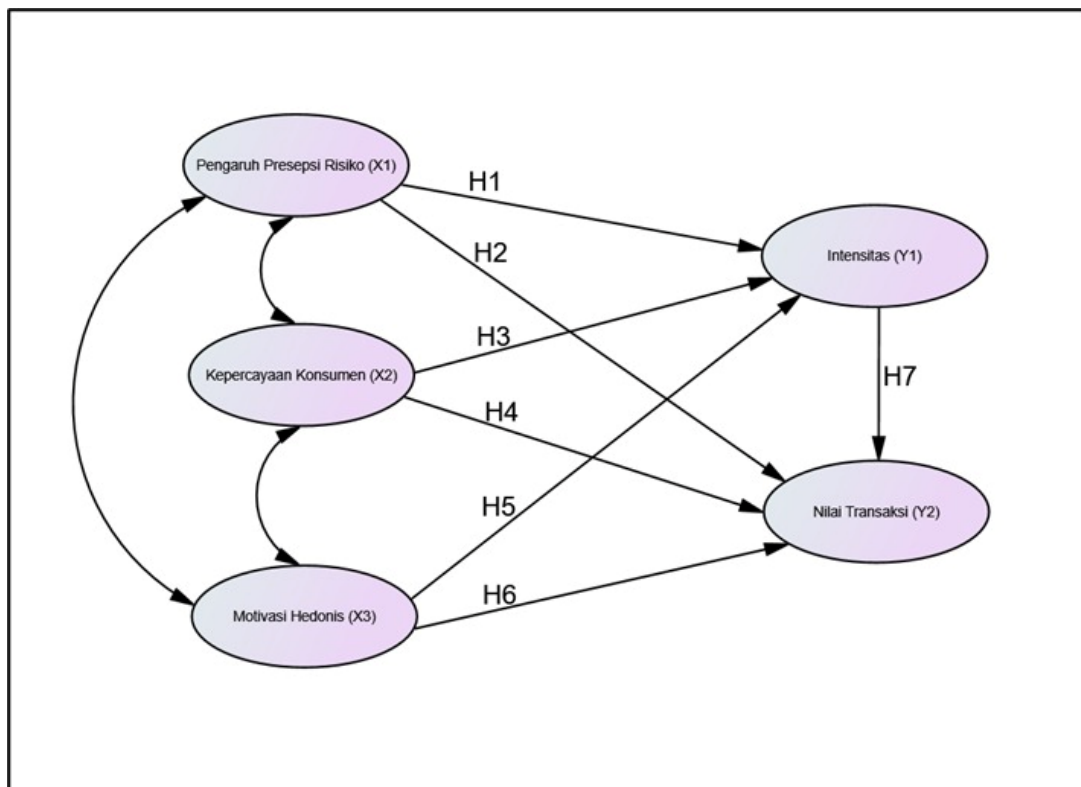 Pengaruh Presepsi Risiko (X1)
H1
H2
Intensitas (Y1)
H3
Kepercayaan Konsumen (X2)
H7
H4
H5
Nilai Transaksi (Y2)
H6
Motivasi Hedonis (X3)